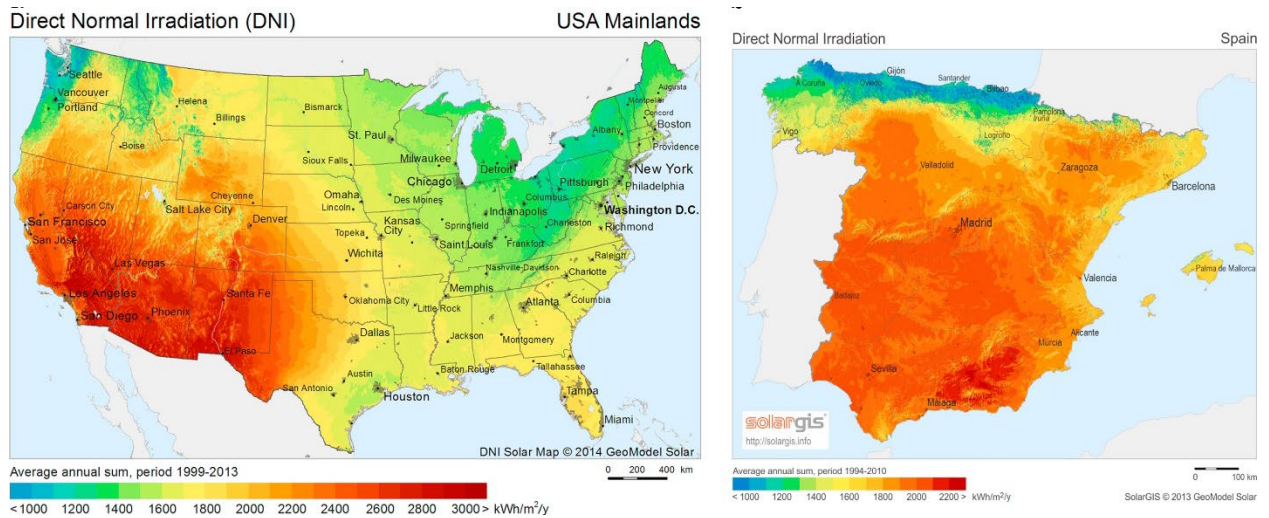 Direct Normal Irradiation (DNI)
USA Mainlands
Seattle
Vancouver
Portland
Helena
Billings
Boise
Bismarck
St. Paul
Sioux Falls
Milwaukee
Chicago
Detroit
Augusta
Montpelier
Concord
Albany
Boston
Providence
New York
Pittsburgh
Philadelphia
Columbus
Washington D.C.
Cheyenne
Omaha
Lincoln
Des Moines
Indianapolis
Charleston
Richmond
Carson City
Salt Lake City
Denver
San Francisco
San José
Topeka
Kansas
City
Springfield
Saint Louis
Frankfort
Wichita
Las Vegas
Raleigh
Nashville-Davidson
Charlotte
Los Angeles
Santa Fe
Oklahoma City
Memphis
Little Rock
Columbia
Atlanta
San Diego
Phoenix
Dallas
Jackson
Montgomery
El Paso
Austin
Baton Rouge
Tallahassee
San Antonio
Houston
Tampa
Miami
DNI Solar Map © 2014 GeoModel Solar
Average annual sum, period 1999-2013
0 200 400 km
<1000 1200 1400 1600 1800 2000 2200 2400 2600 2800 3000> kWh/m²/y
Direct Normal Irradiation
Spain
A Coruña
Oviedo
Gijón
Santander
Bilbao
Pamplona
Iruña
Vigo
Logroño
Valladolid
Zaragoza
Barcelona
Madrid
Valencia
Palma de Mallorca
Badajoz
Alicante
Murcia
Sevilla
Málaga
solargis
http://solargis.info
Average annual sum, period 1994-2010
0 100 km
<1000 1200 1400 1600 1800 2000 2200> kWh/m²/y
SolarGIS © 2013 GeoModel Solar